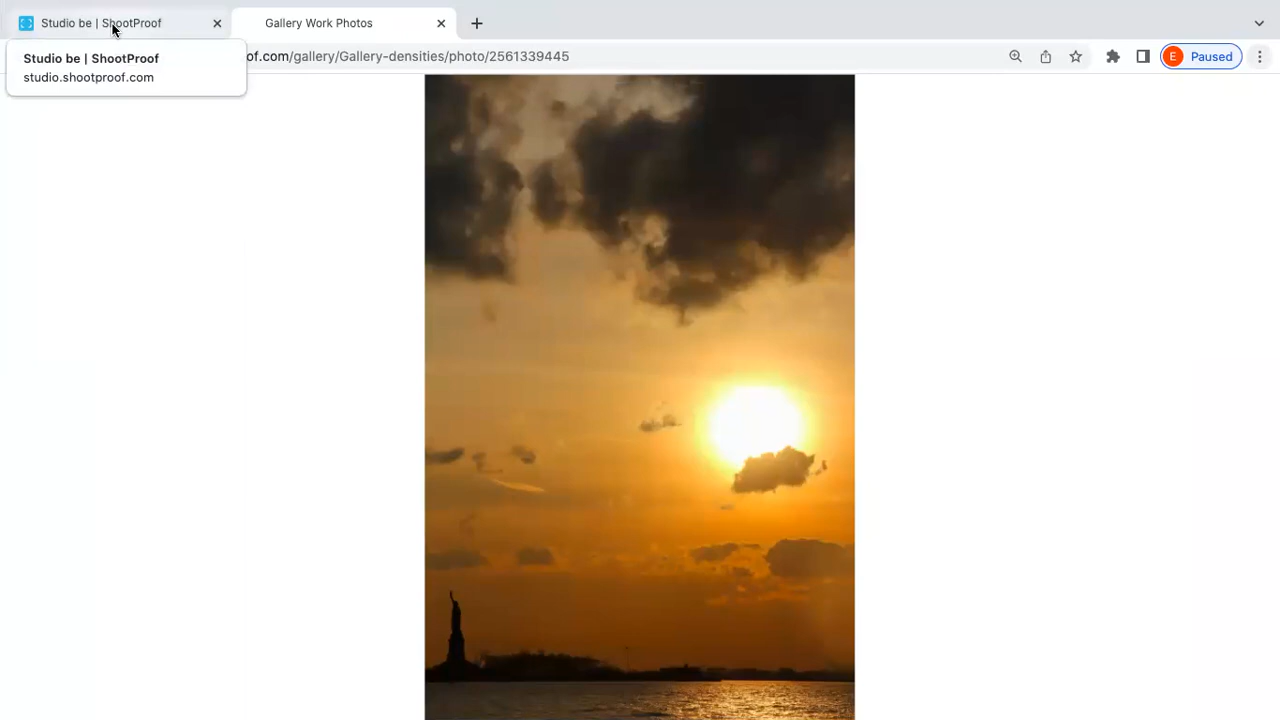 Studio be | ShootProof
Gallery Work Photos
Studio be | ShootProof
studio.shootproof.com
of.com/gallery/Gallery-densities/photo/2561339445
E
Paused